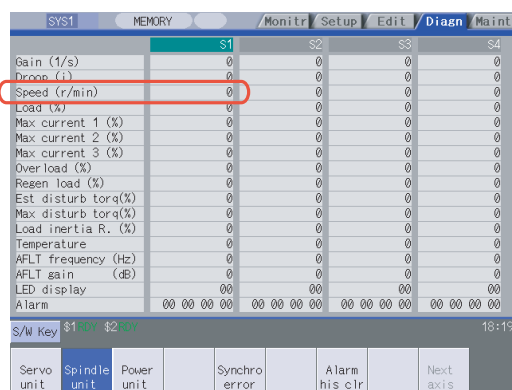 SYS1 MEMORY Monitr Setup Edit Diagn Maint
S1 S2 S3 S4
Gain (1/s) 0 0 0 0
Droop (i) 0 0 0 0
Speed (r/min) 0 0 0 0
Load (%) 0 0 0 0
Max current 1 (%) 0 0 0 0
Max current 2 (%) 0 0 0 0
Max current 3 (%) 0 0 0 0
Overload (%) 0 0 0 0
Regen load (%) 0 0 0 0
Est disturb torq(%) 0 0 0 0
Max disturb torq(%) 0 0 0 0
Load inertia R. (%) 0 0 0 0
Temperature 0 0 0 0
AFLT frequency (Hz) 0 0 0 0
AFLT gain (dB) 0 0 0 0
LED display 00 00 00 00
Alarm 00 00 00 00 00 00 00 00 00 00 00 00 00 00 00 00
S/W Key $1 $2 18:19
Servo unit Spindle unit Power unit Synchro error Alarm his clr Next axis